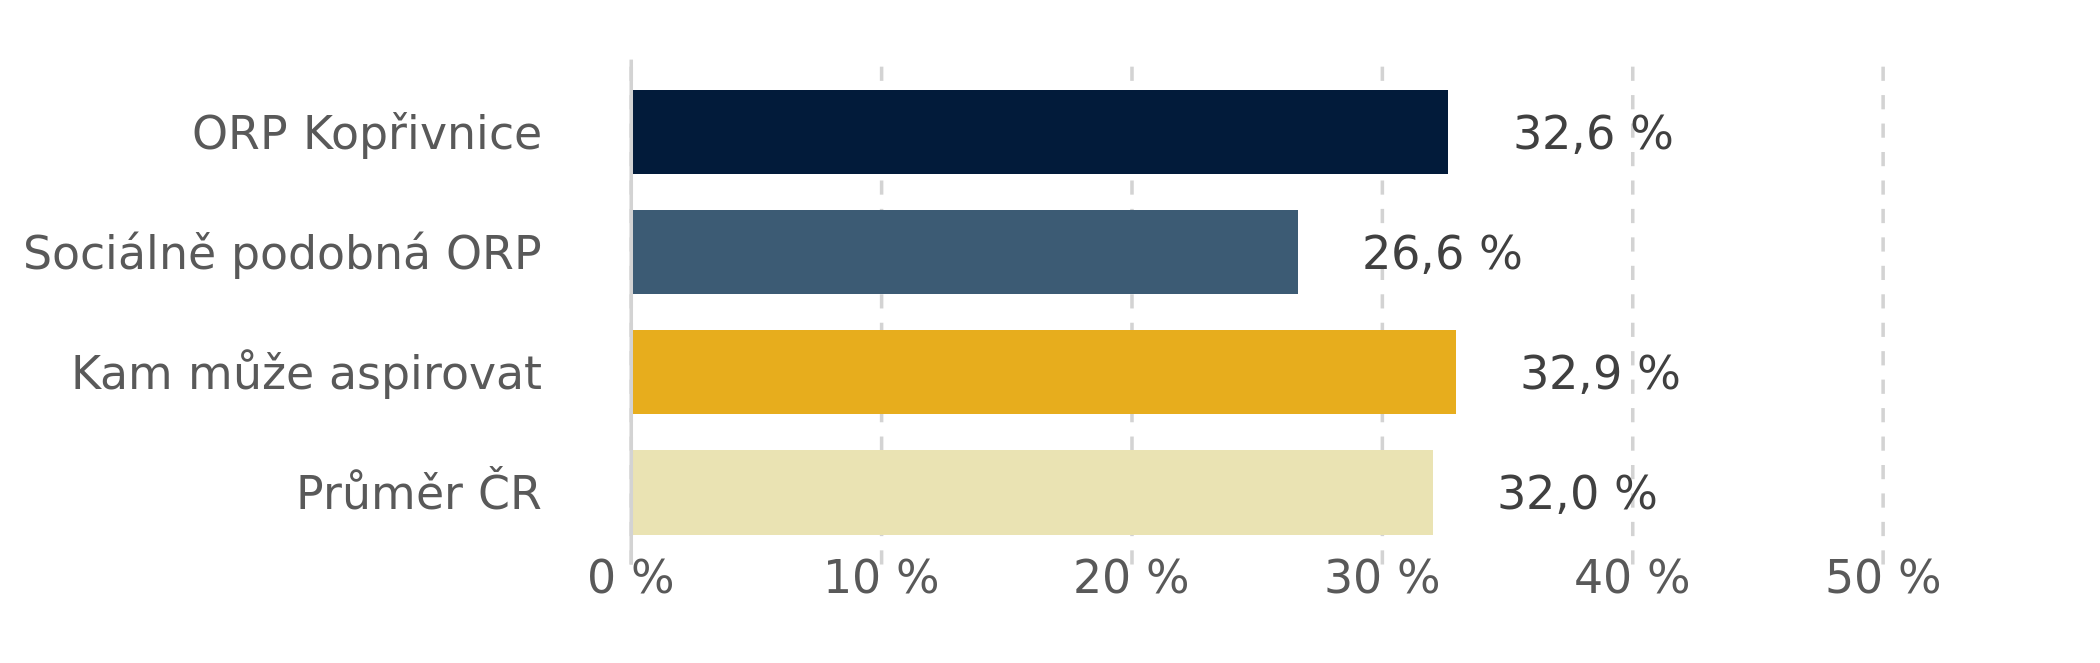 ORP Kopřivnice 32,6 %
Sociálně podobná ORP 26,6 %
Kam může aspirovat 32,9 %
Průměr ČR 32,0 %
0 % 10 % 20 % 30 % 40 % 50 %